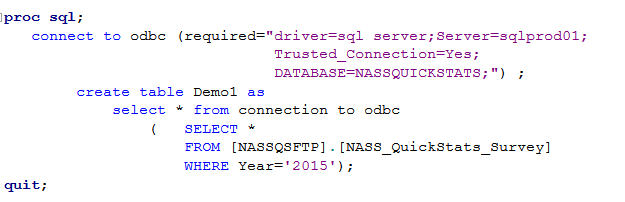 proc sql;
connect to odbc (required="driver=sql server;Server=sqlprod01;
Trusted_Connection=Yes;
DATABASE=NASSQUICKSTATS;") ;
create table Demo1 as
select * from connection to odbc
( SELECT *
FROM [NASSQSFTP].[NASS_QuickStats_Survey]
WHERE Year='2015');
quit;